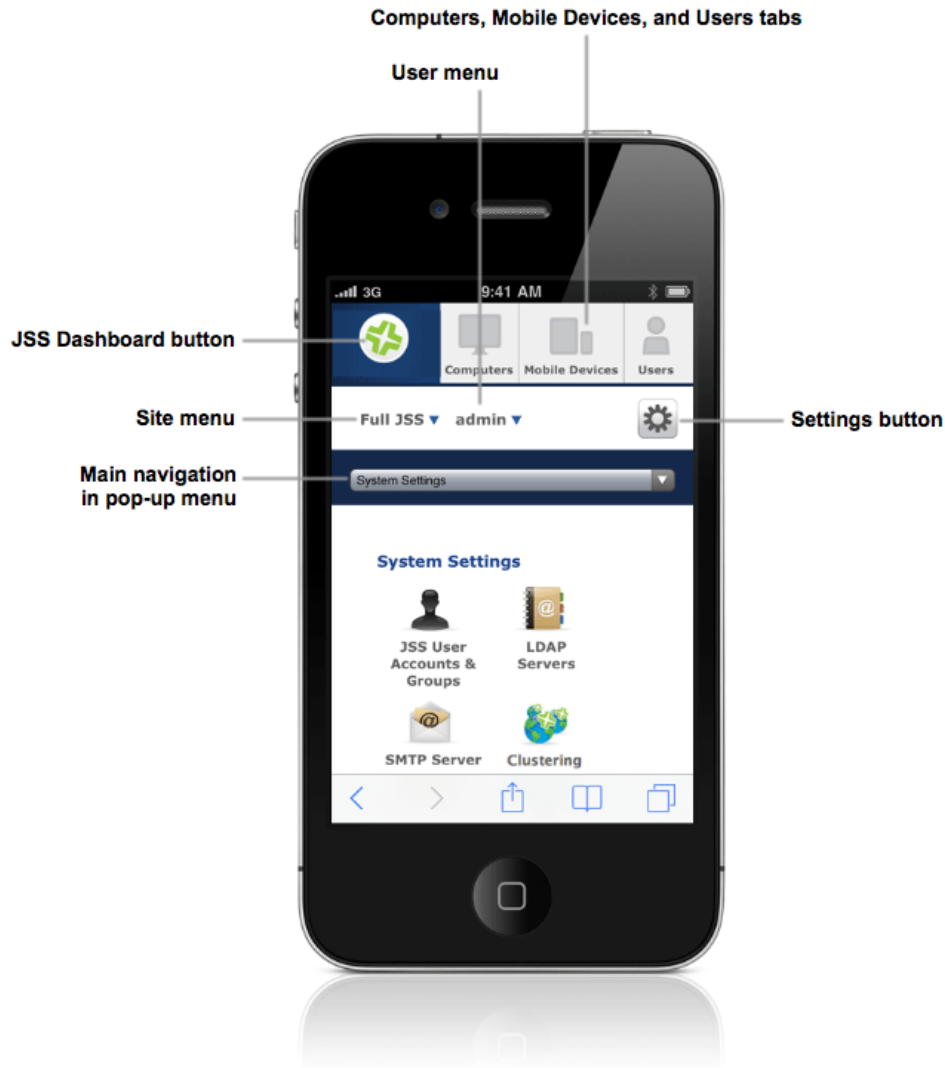 Computers, Mobile Devices, and Users tabs
User menu
3G
9:41 AM
JSS Dashboard button
Computers
Mobile Devices
Users
Site menu
Full JSS ▼
admin ▼
Settings button
Main navigation
in pop-up menu
System Settings
System Settings
JSS User
Accounts &
Groups
LDAP
Servers
@
@
SMTP Server
Clustering